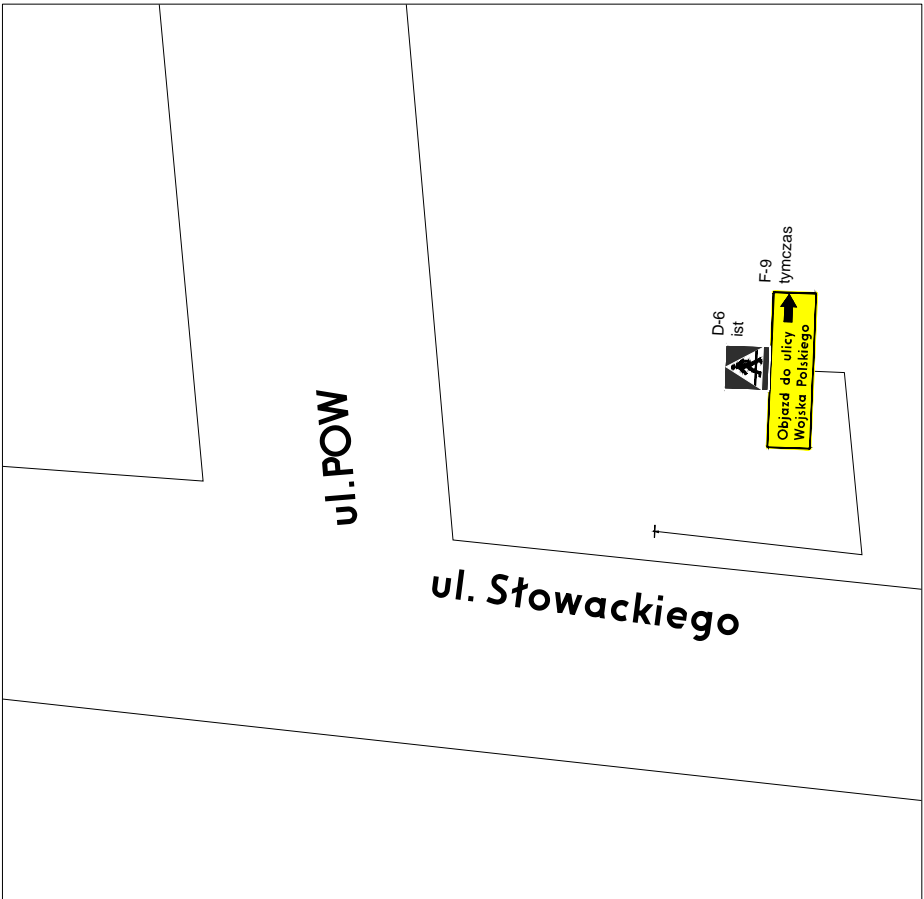 D-6
ist
F-9
tymczas
Objazd do ulicy
Wojska Polskiego
ul.POW
ul. Słowackiego